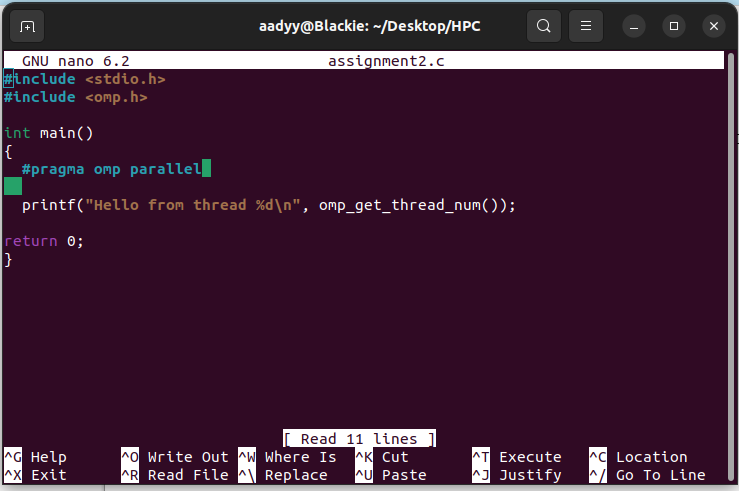 aadyy@Blackie: ~/Desktop/HPC
GNU nano 6.2 assignment2.c
#include <stdio.h>
#include <omp.h>
int main()
{
#pragma omp parallel
printf("Hello from thread %d\n", omp_get_thread_num());
return 0;
}
[ Read 11 lines ]
^G Help ^O Write Out ^W Where Is ^K Cut ^T Execute ^C Location
^X Exit ^R Read File ^\ Replace ^U Paste ^J Justify ^/ Go To Line